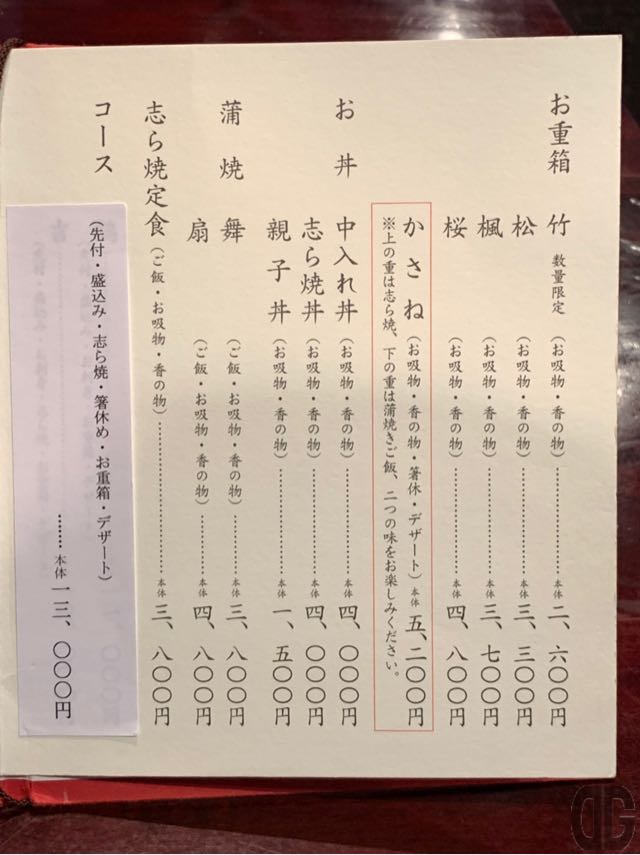 お重箱 竹 数量限定 (お吸物・香の物)………… 本体 二、六〇〇円
松 (お吸物・香の物)………… 本体 三、三〇〇円
楓 (お吸物・香の物)………… 本体 三、七〇〇円
桜 (お吸物・香の物)………… 本体 四、八〇〇円
かさね (お吸物・香の物・箸休・デザート) 本体 五、二〇〇円
※上の重は志ら焼、下の重は蒲焼きご飯、二つの味をお楽しみください。
お丼 中入れ丼 (お吸物・香の物)………… 本体 四、〇〇〇円
志ら焼丼 (お吸物・香の物)………… 本体 四、〇〇〇円
親子丼 (お吸物・香の物)………… 本体 一、五〇〇円
蒲焼 舞 (ご飯・お吸物・香の物)……… 本体 三、八〇〇円
扇 (ご飯・お吸物・香の物)……… 本体 四、八〇〇円
志ら焼定食 (ご飯・お吸物・香の物)………………… 本体 三、八〇〇円
コース (先付・盛込み・志ら焼・箸休め・お重箱・デザート)
……… 本体 一三、〇〇〇円